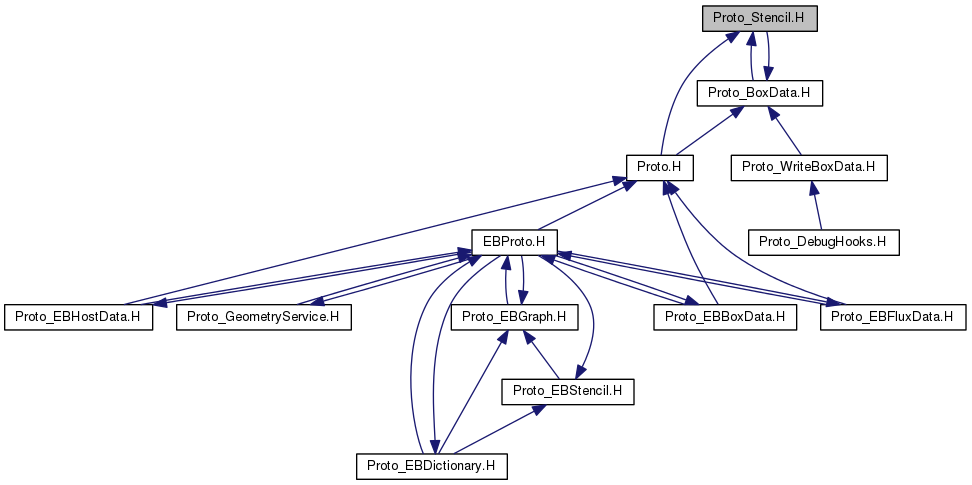 Proto_Stencil.H
Proto_BoxData.H
Proto.H
Proto_WriteBoxData.H
EBProto.H
Proto_DebugHooks.H
Proto_EBHostData.H
Proto_GeometryService.H
Proto_EBGraph.H
Proto_EBBoxData.H
Proto_EBFluxData.H
Proto_EBStencil.H
Proto_EBDictionary.H